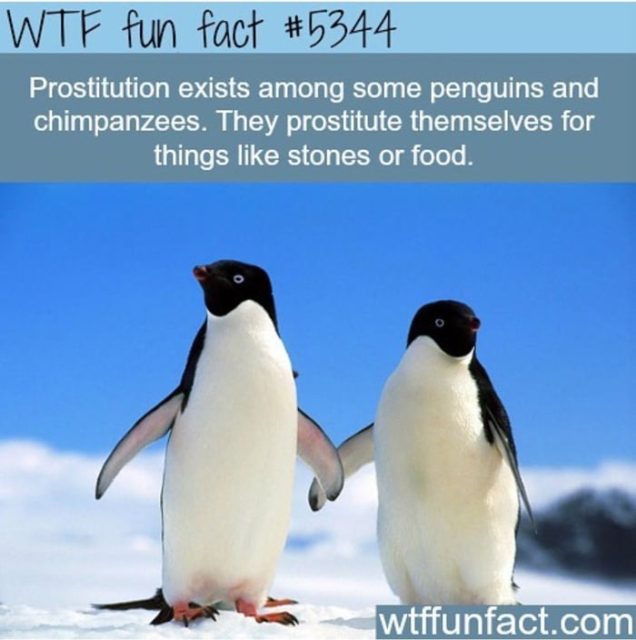 WTF fun fact #5344
Prostitution exists among some penguins and
chimpanzees. They prostitute themselves for
things like stones or food.
wtffunfact.com